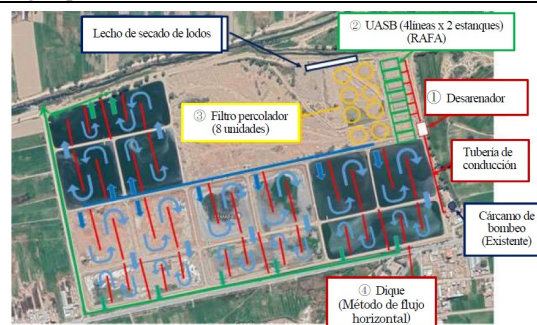 Lecho de secado de lodos
② UASB (4líneas x 2 estanques)
(RAFA)
① Desarenador
③ Filtro percolador
(8 unidades)
Tubería de
conducción
Cárcamo de
bombeo
(Existente)
④ Dique
(Método de flujo
horizontal)